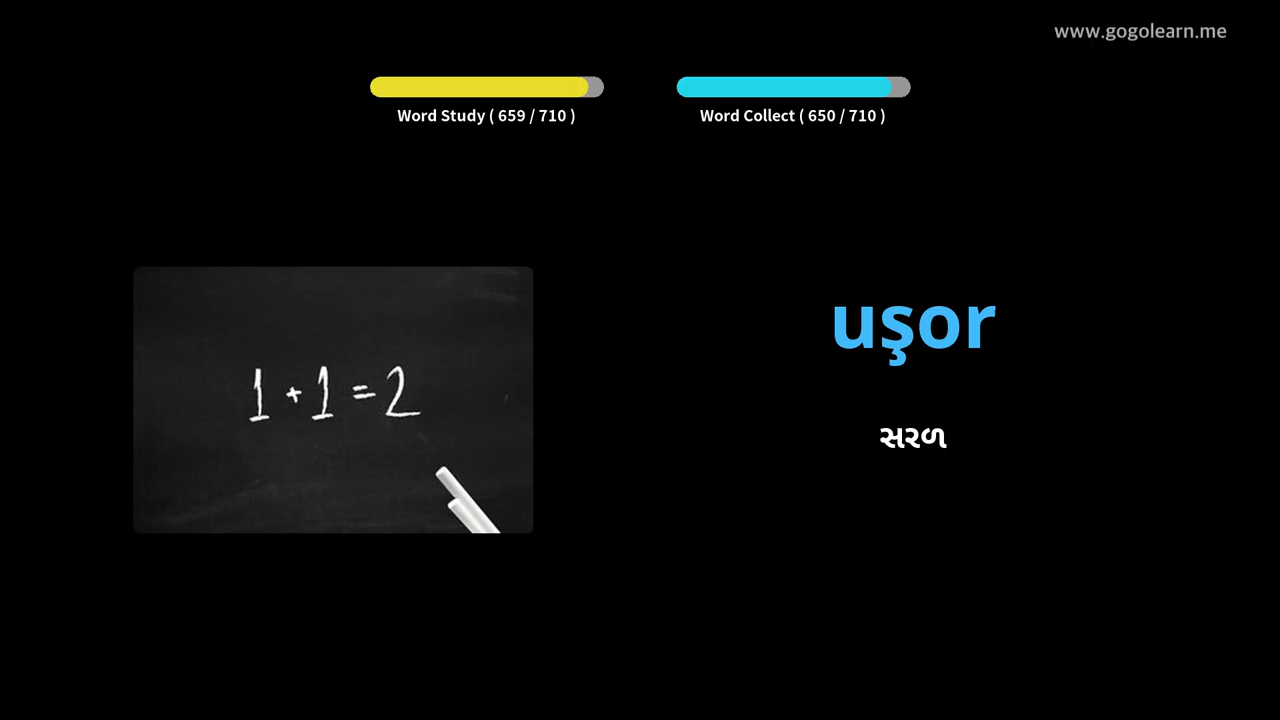 www.gogolearn.me
Word Study ( 659 / 710 )
Word Collect ( 650 / 710 )
1 + 1 = 2
uşor
સરળ